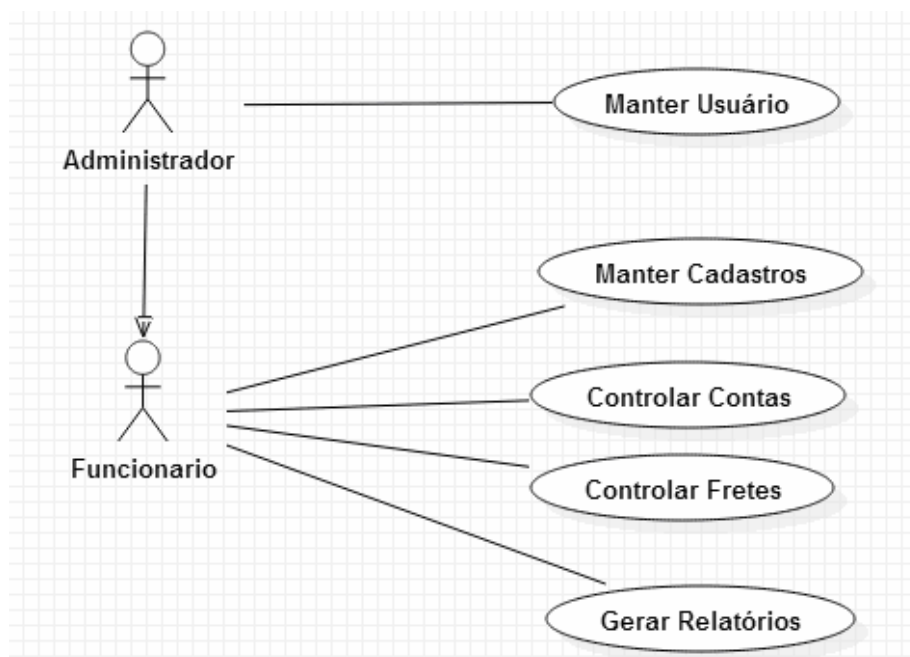 Manter Usuário
Administrador
Manter Cadastros
Controlar Contas
Funcionario
Controlar Fretes
Gerar Relatórios